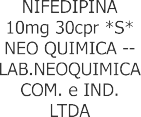 NIFEDIPINA
10mg 30cpr *S*
NEO QUIMICA --
LAB.NEOQUIMICA
COM. e IND.
LTDA